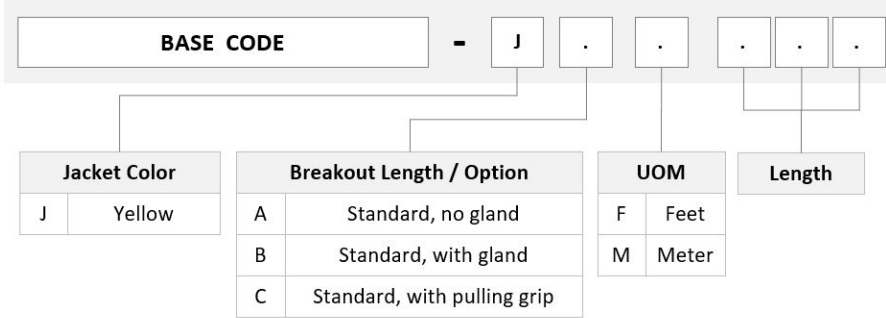 BASE CODE - J . . . . .
Jacket Color
J Yellow
Breakout Length / Option
A Standard, no gland
B Standard, with gland
C Standard, with pulling grip
UOM
F Feet
M Meter
Length